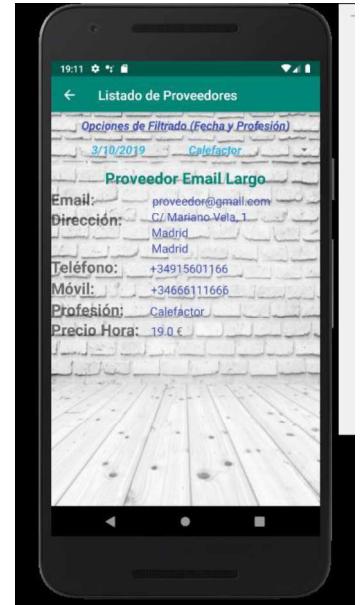 19:11
Listado de Proveedores
Opciones de Filtrado (Fecha y Profesión)
3/10/2019 Calefactor
Proveedor Email Largo
Email: proveedor@gmail.com
Dirección: C/ Mariano Vela, 1
Madrid
Madrid
Teléfono: +34915601166
Móvil: +34666111666
Profesión: Calefactor
Precio Hora: 19.0 €